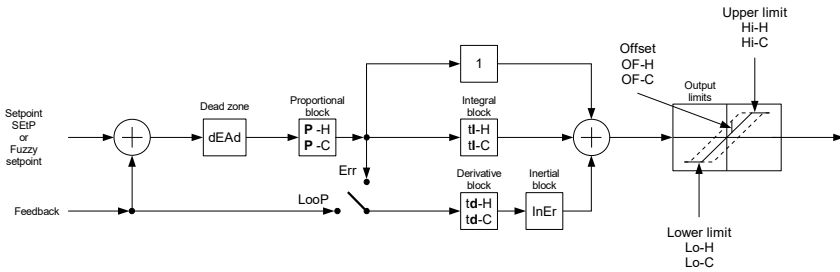 Upper limit
Hi-H
Hi-C
Offset
OF-H
OF-C
Output
limits
1
Setpoint
SEtP
or
Fuzzy
setpoint
Dead zone
dEAd
Proportional
block
P -H
P -C
Integral
block
tI-H
tI-C
Err
LooP
Feedback
Derivative
block
td-H
td-C
Inertial
block
InEr
Lower limit
Lo-H
Lo-C